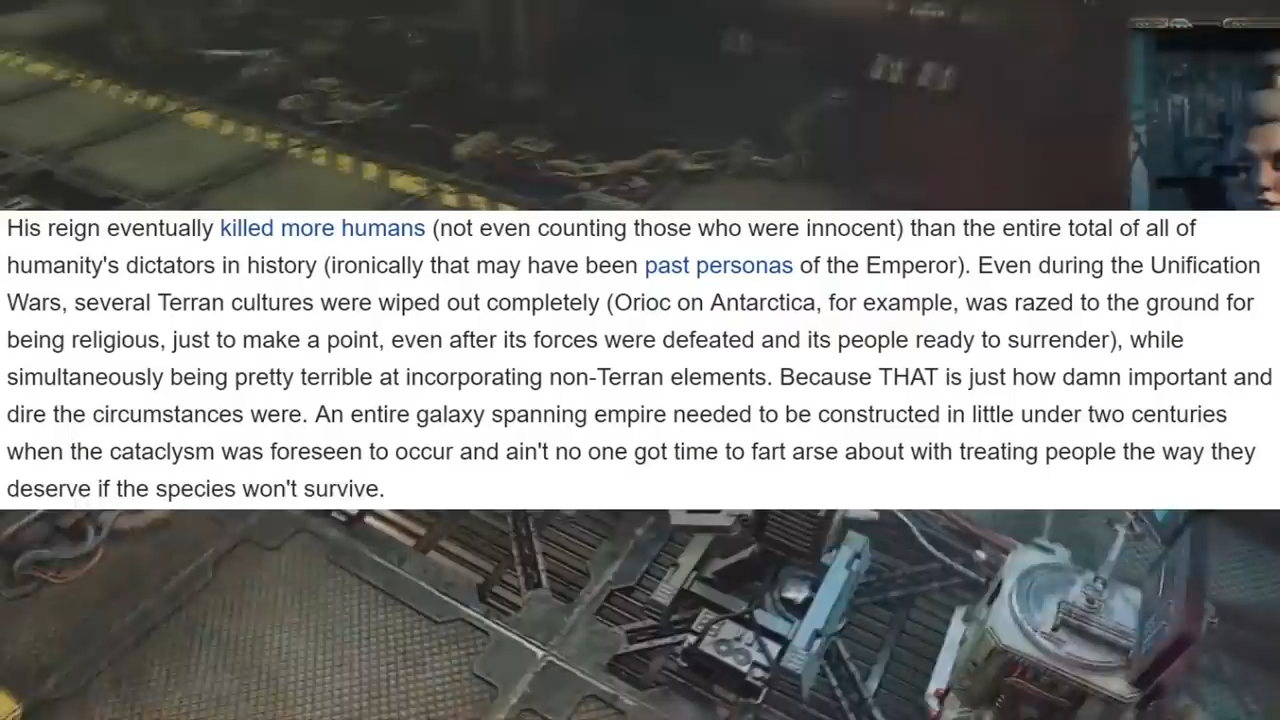 His reign eventually killed more humans (not even counting those who were innocent) than the entire total of all of
humanity's dictators in history (ironically that may have been past personas of the Emperor). Even during the Unification
Wars, several Terran cultures were wiped out completely (Orioc on Antarctica, for example, was razed to the ground for
being religious, just to make a point, even after its forces were defeated and its people ready to surrender), while
simultaneously being pretty terrible at incorporating non-Terran elements. Because THAT is just how damn important and
dire the circumstances were. An entire galaxy spanning empire needed to be constructed in little under two centuries
when the cataclysm was foreseen to occur and ain't no one got time to fart arse about with treating people the way they
deserve if the species won't survive.